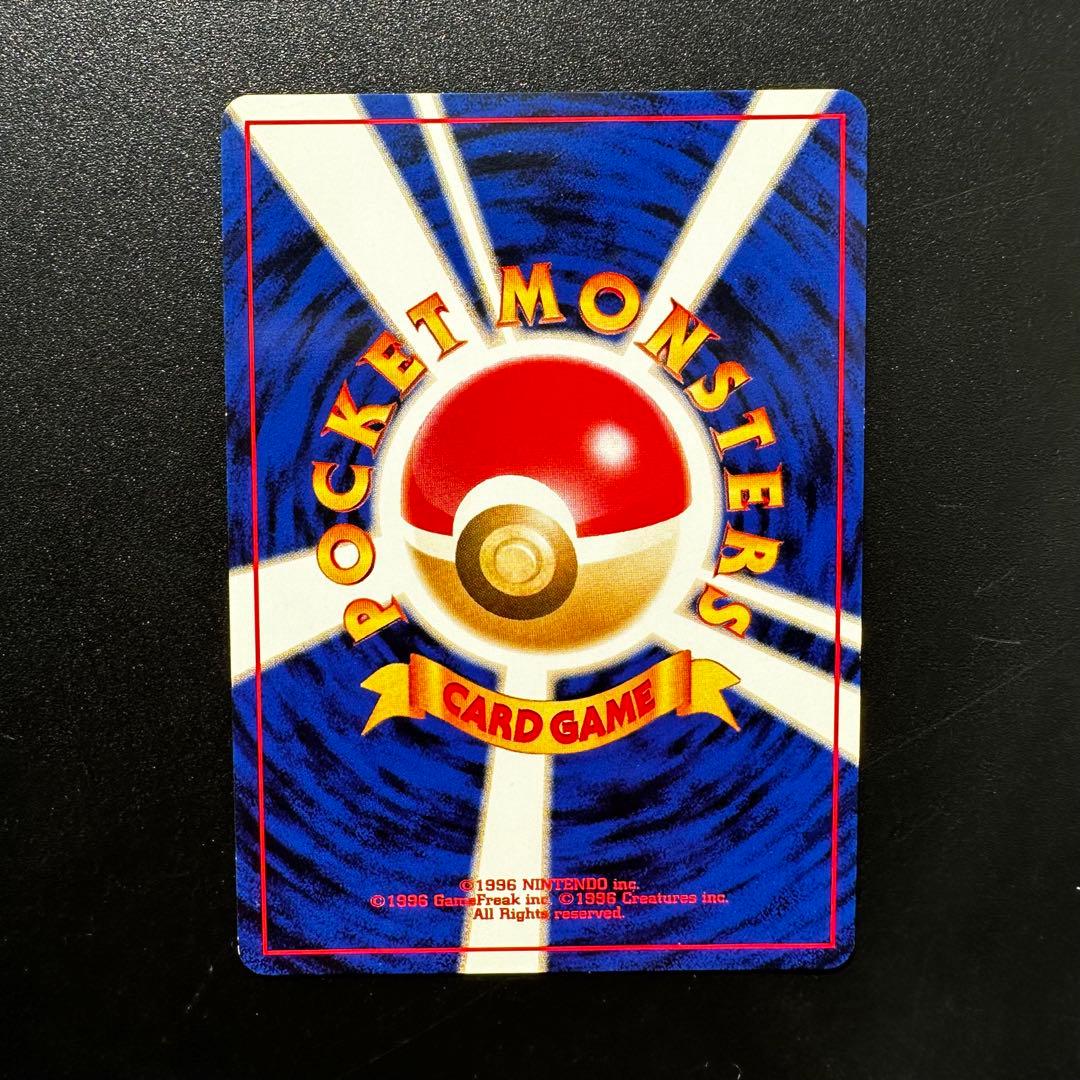 POCKET MONSTERS
CARD GAME
©1996 NINTENDO inc.
©1996 GameFreak inc. ©1996 Creatures inc.
All Rights reserved.